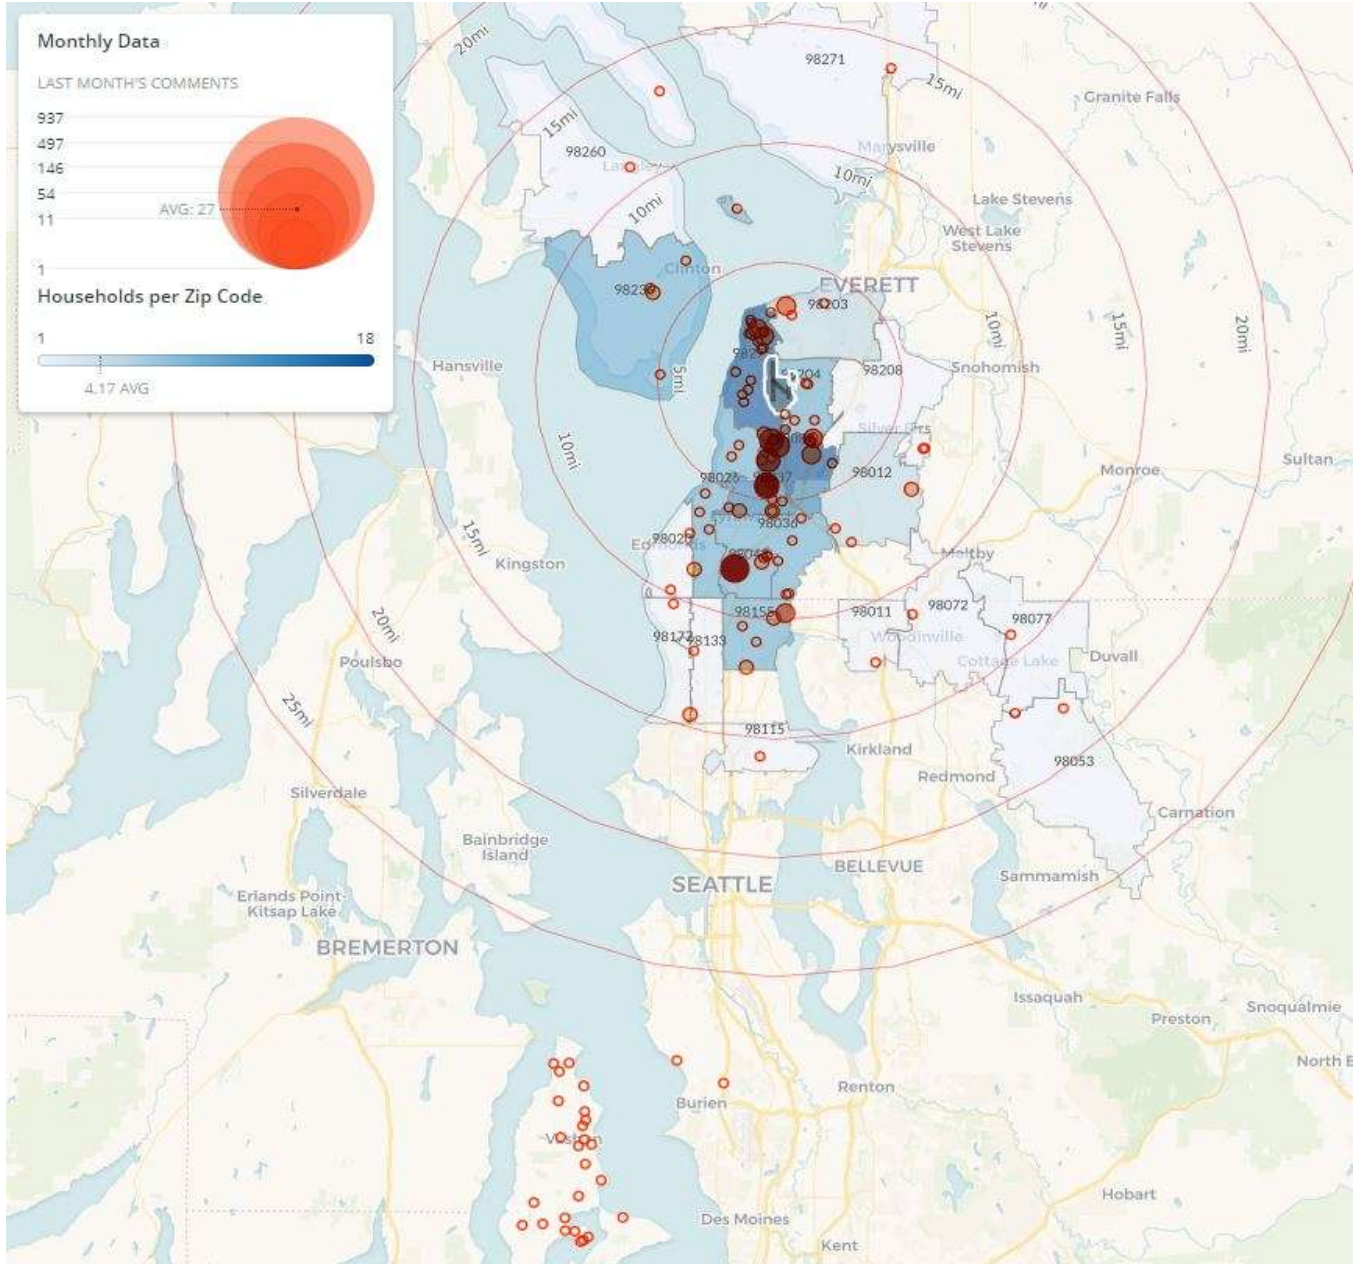 Monthly Data
LAST MONTH'S COMMENTS
937
497
146
54
AVG: 27
11
1
Households per Zip Code
1 18
4.17 AVG
20mi
15mi
10mi
98271
15mi
Granite Falls
Marysville
98260
10mi
Lake Stevens
West Lake
Stevens
Clinton
EVERETT
98203
10mi
15mi
20mi
Hansville
5mi
98208
Snohomish
10mi
Monroe
Sultan
98012
98026
98036
98020
Edmonds
15mi
Kingston
Maltby
20mi
98155
98011
98072
98077
98177
98133
Woodinville
Cottage Lake
Duvall
Poulsbo
25mi
98115
Kirkland
98053
Redmond
Silverdale
Carnation
Bainbridge
Island
BELLEVUE
Sammamish
SEATTLE
Erlands Point-
Kitsap Lake
BREMERTON
Issaquah
Snoqualmie
Preston
North
Renton
Burien
Vashon
Hobart
Des Moines
Kent